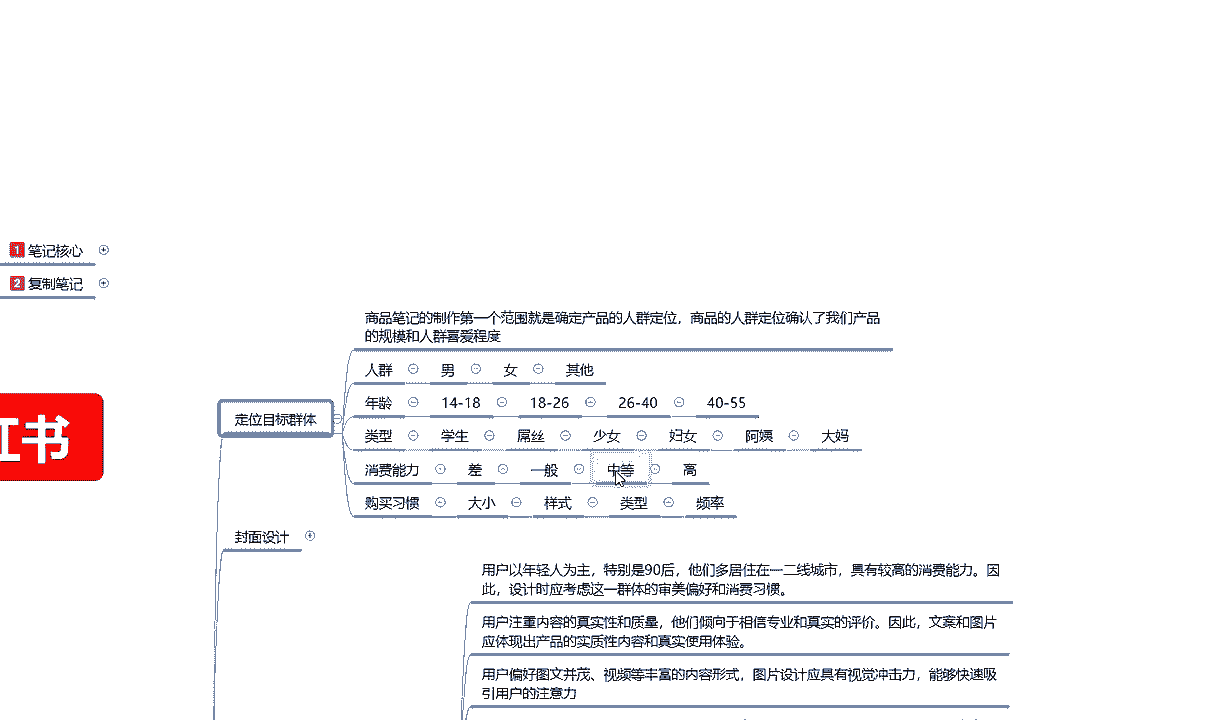 1 笔记核心
2 复制笔记
红书
定位目标群体
商品笔记的制作第一个范围就是确定产品的人群定位，商品的人群定位确认了我们产品
的规模和人群喜爱程度
人群 男 女 其他
年龄 14-18 18-26 26-40 40-55
类型 学生 屌丝 少女 妇女 阿姨 大妈
消费能力 差 一般 中等 高
购买习惯 大小 样式 类型 频率
封面设计
用户以年轻人为主，特别是90后，他们多居住在一二线城市，具有较高的消费能力。因
此，设计时应考虑这一群体的审美偏好和消费习惯。
用户注重内容的真实性和质量，他们倾向于相信专业和真实的评价。因此，文案和图片
应体现出产品的实质性内容和真实使用体验。
用户偏好图文并茂、视频等丰富的内容形式，图片设计应具有视觉冲击力，能够快速吸
引用户的注意力